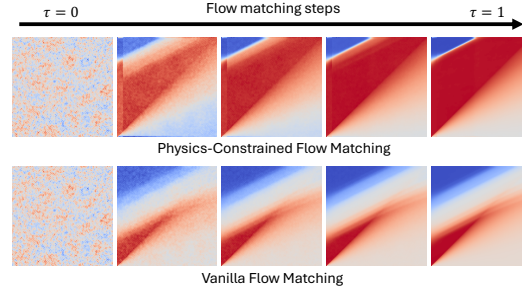 Flow matching steps
τ = 0
τ = 1
Physics-Constrained Flow Matching
Vanilla Flow Matching